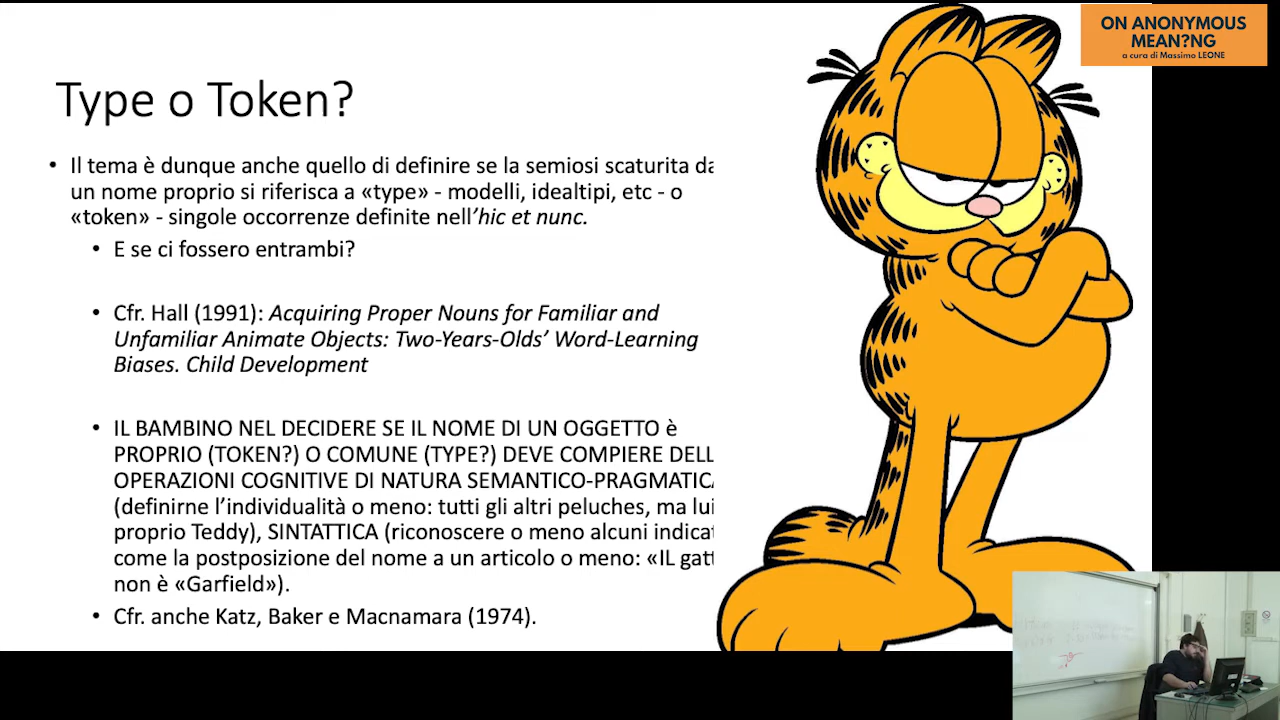 ON ANONYMOUS
MEAN?NG
a cura di Massimo LEONE
Type o Token?
• Il tema è dunque anche quello di definire se la semiosi scaturita da
un nome proprio si riferisca a «type» - modelli, idealtipi, etc - o
«token» - singole occorrenze definite nell'hic et nunc.
• E se ci fossero entrambi?
• Cfr. Hall (1991): Acquiring Proper Nouns for Familiar and
Unfamiliar Animate Objects: Two-Years-Olds' Word-Learning
Biases. Child Development
• IL BAMBINO NEL DECIDERE SE IL NOME DI UN OGGETTO è
PROPRIO (TOKEN?) O COMUNE (TYPE?) DEVE COMPIERE DELL
OPERAZIONI COGNITIVE DI NATURA SEMANTICO-PRAGMATICA
(definirne l'individualità o meno: tutti gli altri peluches, ma lui
proprio Teddy), SINTATTICA (riconoscere o meno alcuni indicat
come la postposizione del nome a un articolo o meno: «IL gatt
non è «Garfield»).
• Cfr. anche Katz, Baker e Macnamara (1974).